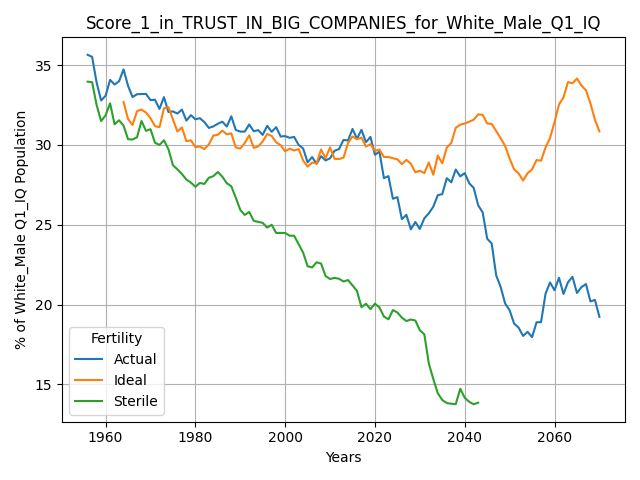 Score_1_in_TRUST_IN_BIG_COMPANIES_for_White_Male_Q1_IQ
% of White_Male Q1_IQ Population
35
30
25
20
15
Fertility
Actual
Ideal
Sterile
1960
1980
2000
2020
2040
2060
Years